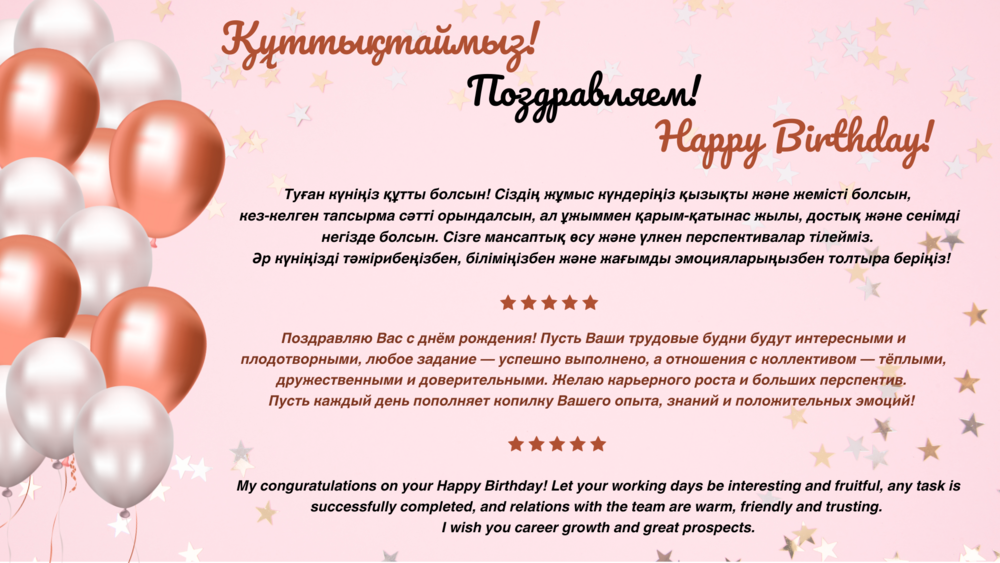 Құттықтаймыз!
Поздравляем!
Happy Birthday!
Туған күніңіз құтты болсын! Сіздің жұмыс күндеріңіз қызықты және жемісті болсын,
кез-келген тапсырма сәтті орындалсын, ал ұжыммен қарым-қатынас жылы, достық және сенімді
негізде болсын. Сізге мансаптық өсу және үлкен перспективалар тілейміз.
Әр күніңізді тәжірибеңізбен, біліміңізбен және жағымды эмоцияларыңызбен толтыра беріңіз!
Поздравляю Вас с днём рождения! Пусть Ваши трудовые будни будут интересными и
плодотворными, любое задание — успешно выполнено, а отношения с коллективом — тёплыми,
дружественными и доверительными. Желаю карьерного роста и больших перспектив.
Пусть каждый день пополняет копилку Вашего опыта, знаний и положительных эмоций!
My conguratulations on your Happy Birthday! Let your working days be interesting and fruitful, any task is
successfully completed, and relations with the team are warm, friendly and trusting.
I wish you career growth and great prospects.